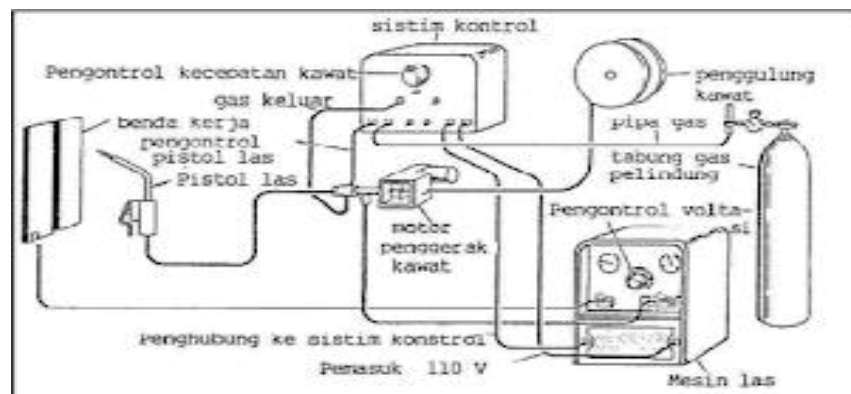 sistim kontrol
Pengontrol kecepatan kawat
penggulung
kawat
gas keluar
benda kerja
pipa gas
pengontrol
pistol las
tabung gas
pelindung
Pistol las
Pengontrol volta-
si
motor
penggerak
kawat
Penghubung ke sistim konstrol
Pemasuk 110 V
Mesin las